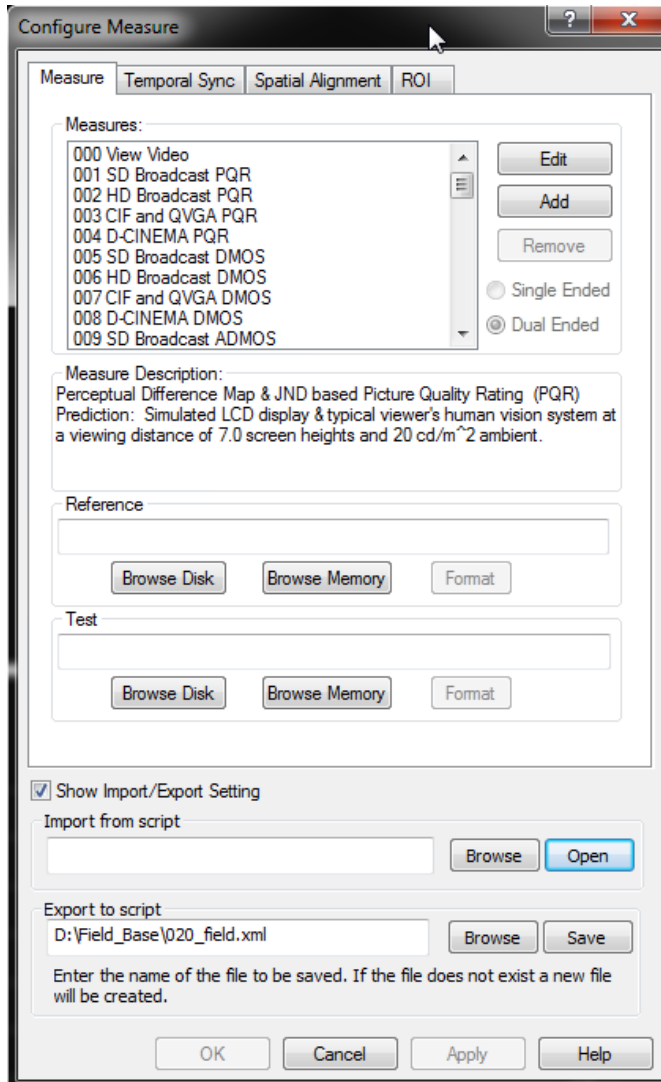 Configure Measure
Measure
Temporal Sync
Spatial Alignment
ROI
Measures:
000 View Video
001 SD Broadcast PQR
002 HD Broadcast PQR
003 CIF and QVGA PQR
004 D-CINEMA PQR
005 SD Broadcast DMOS
006 HD Broadcast DMOS
007 CIF and QVGA DMOS
008 D-CINEMA DMOS
009 SD Broadcast ADMOS
Edit
Add
Remove
Single Ended
Dual Ended
Measure Description:
Perceptual Difference Map & JND based Picture Quality Rating (PQR)
Prediction: Simulated LCD display & typical viewer's human vision system at
a viewing distance of 7.0 screen heights and 20 cd/m^2 ambient.
Reference
Browse Disk
Browse Memory
Format
Test
Browse Disk
Browse Memory
Format
Show Import/Export Setting
Import from script
Browse
Open
Export to script
D:\Field_Base\020_field.xml
Browse
Save
Enter the name of the file to be saved. If the file does not exist a new file
will be created.
OK
Cancel
Apply
Help